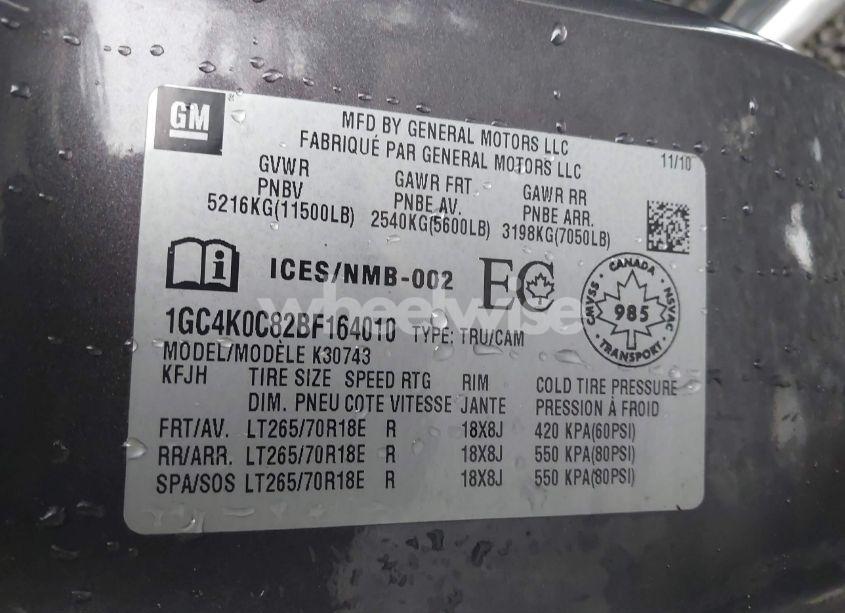 GM
MFD BY GENERAL MOTORS LLC
FABRIQUÉ PAR GENERAL MOTORS LLC
11/10
GVWR GAWR FRT GAWR RR
PNBV PNBE AV. PNBE ARR.
5216KG(11500LB) 2540KG(5600LB) 3198KG(7050LB)
i ICES/NMB-002 EC
CANADA
CMVSS · NSVAC
985
TRANSPORT
wheelwise
1GC4K0C82BF164010 TYPE: TRU/CAM
MODEL/MODÈLE K30743
KFJH TIRE SIZE SPEED RTG RIM COLD TIRE PRESSURE
DIM. PNEU COTE VITESSE JANTE PRESSION À FROID
FRT/AV. LT265/70R18E R 18X8J 420 KPA(60PSI)
RR/ARR. LT265/70R18E R 18X8J 550 KPA(80PSI)
SPA/SOS LT265/70R18E R 18X8J 550 KPA(80PSI)